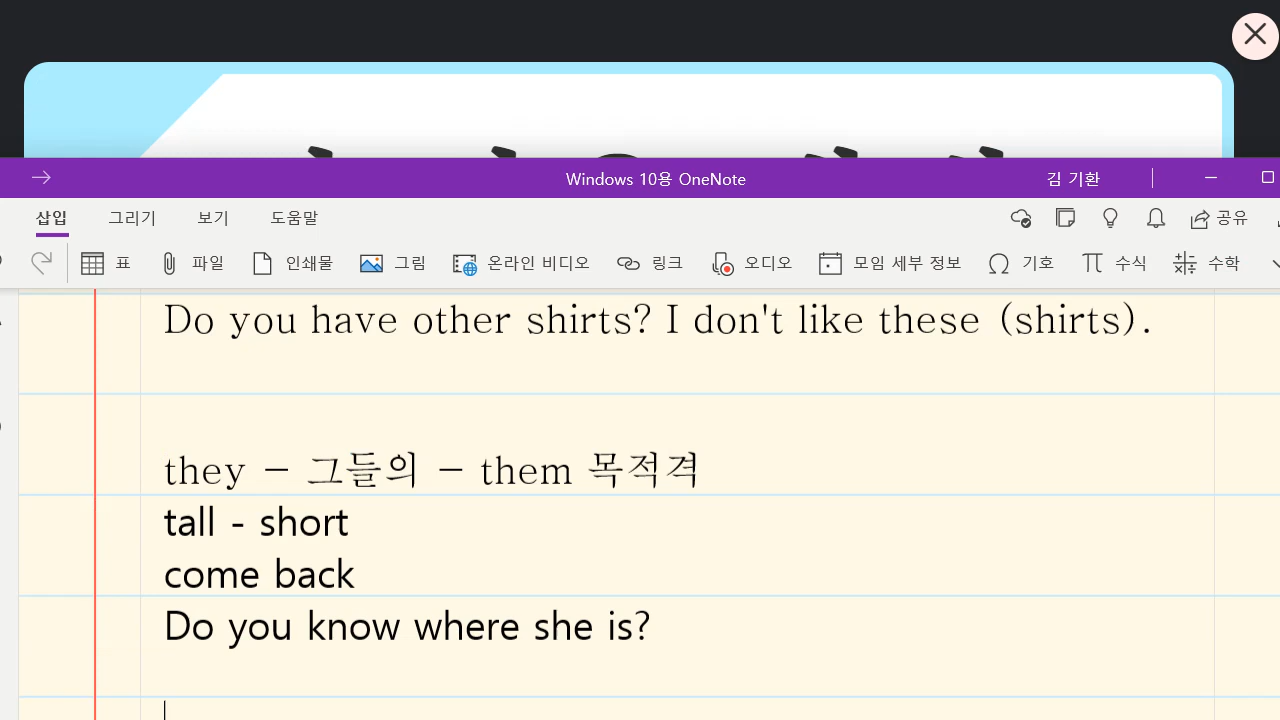 Windows 10용 OneNote
김 기환
삽입 그리기 보기 도움말 공유
표 파일 인쇄물 그림 온라인 비디오 링크 오디오 모임 세부 정보 기호 수식 수학
Do you have other shirts? I don't like these (shirts).
they - 그들의 - them 목적격
tall - short
come back
Do you know where she is?